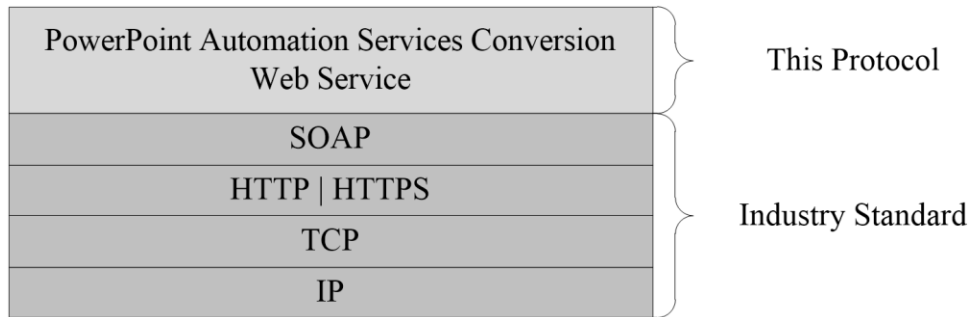 PowerPoint Automation Services Conversion
Web Service
This Protocol
SOAP
HTTP | HTTPS
TCP
IP
Industry Standard